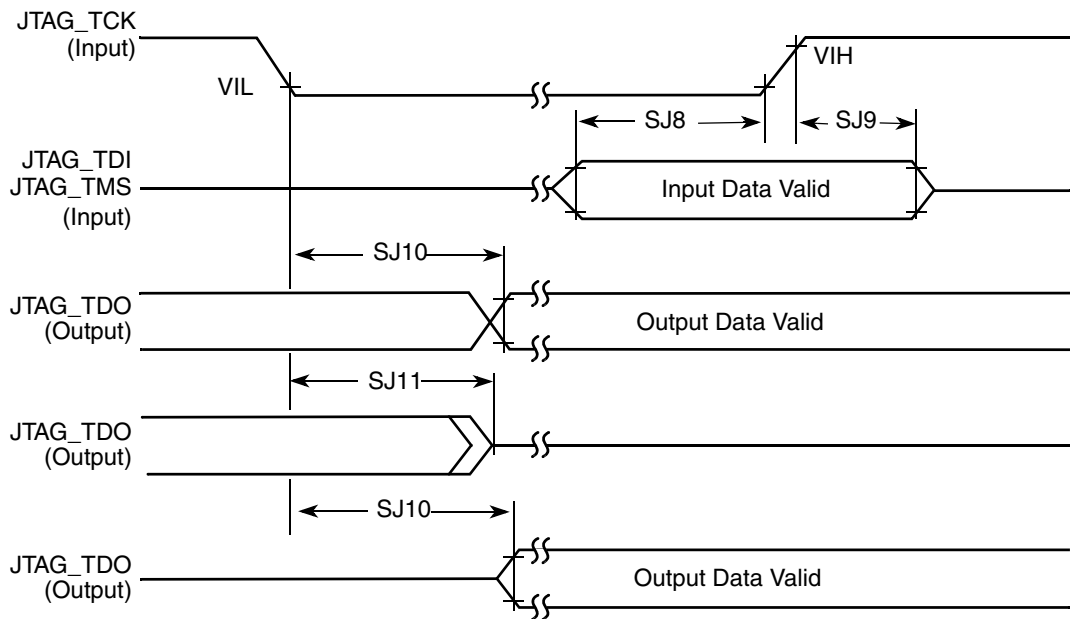 JTAG_TCK
(Input)
VIL
VIH
SJ8
SJ9
JTAG_TDI
JTAG_TMS
(Input)
Input Data Valid
SJ10
JTAG_TDO
(Output)
Output Data Valid
SJ11
JTAG_TDO
(Output)
SJ10
JTAG_TDO
(Output)
Output Data Valid